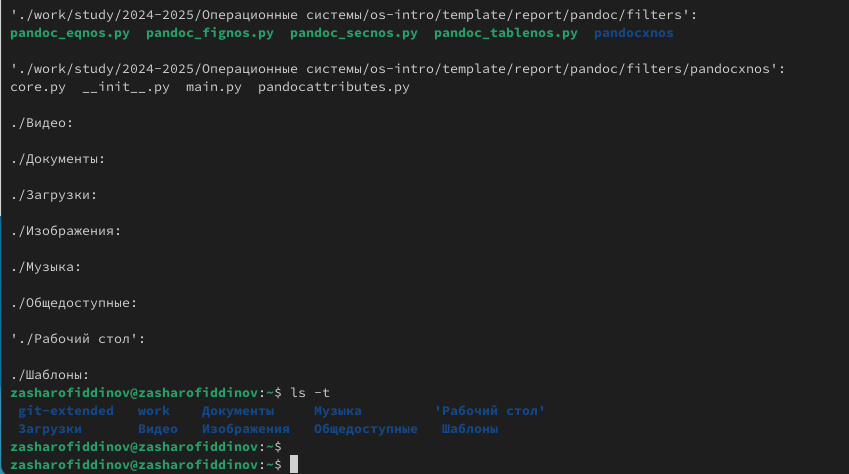 './work/study/2024-2025/Операционные системы/os-intro/template/report/pandoc/filters':
pandoc_eqnos.py  pandoc_fignos.py  pandoc_secnos.py  pandoc_tablenos.py  pandocxnos
'./work/study/2024-2025/Операционные системы/os-intro/template/report/pandoc/filters/pandocxnos':
core.py  __init__.py  main.py  pandocattributes.py
./Видео:
./Документы:
./Загрузки:
./Изображения:
./Музыка:
./Общедоступные:
'./Рабочий стол':
./Шаблоны:
zasharofiddinov@zasharofiddinov:~$ ls -t
git-extended   work    Документы     Музыка         'Рабочий стол'
Загрузки       Видео   Изображения   Общедоступные   Шаблоны
zasharofiddinov@zasharofiddinov:~$
zasharofiddinov@zasharofiddinov:~$